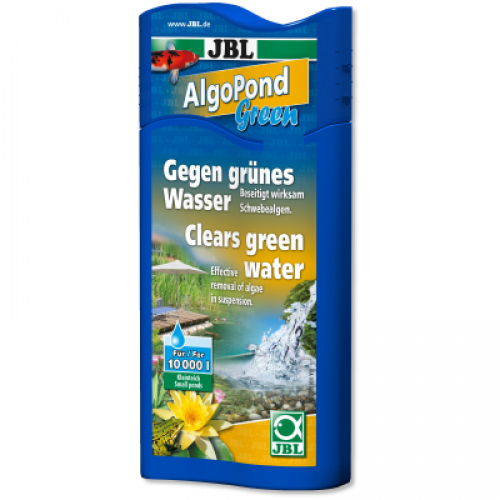 www.JBL.de
JBL
AlgoPond
Green
Gegen grünes
Wasser
Beseitigt wirksam
Schwebealgen.
Clears green
water
Effective
removal of algae
in suspension.
Für / For
10 000 l
Kleinteich
Small ponds
JBL